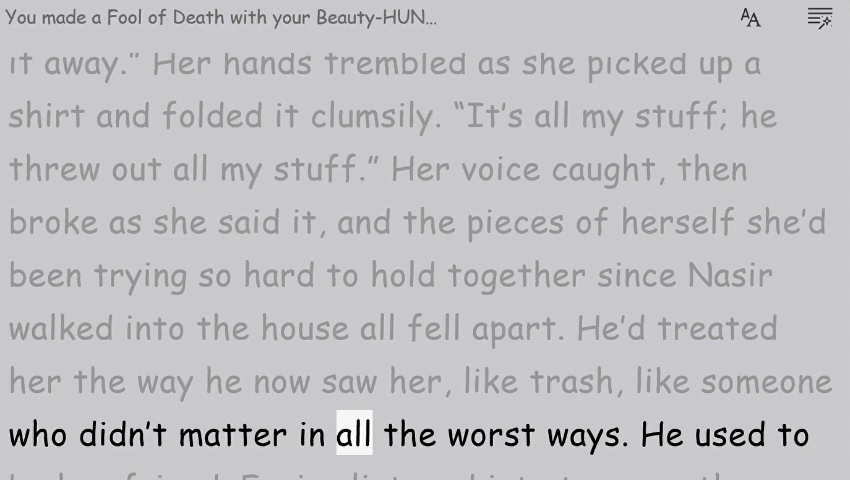 You made a Fool of Death with your Beauty-HUN...
AA
it away.” Her hands trembled as she picked up a
shirt and folded it clumsily. “It’s all my stuff; he
threw out all my stuff.” Her voice caught, then
broke as she said it, and the pieces of herself she’d
been trying so hard to hold together since Nasir
walked into the house all fell apart. He’d treated
her the way he now saw her, like trash, like someone
who didn’t matter in all the worst ways. He used to